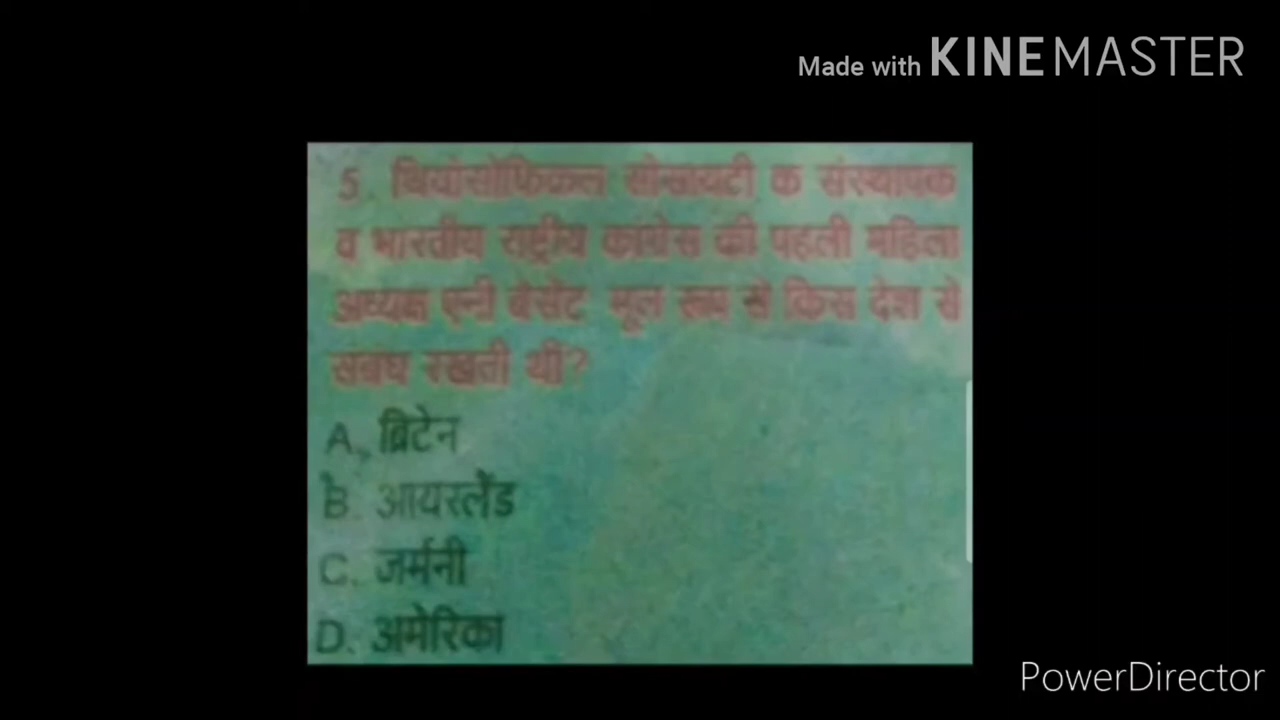 Made with KINEMASTER
5. थियोसोफिकल सोसायटी क संस्थापक
व भारतीय राष्ट्रीय कांग्रेस की पहली महिला
अध्यक्ष एनी बेसेंट मूल रूप से किस देश से
संबंध रखती थी?
A. ब्रिटेन
B. आयरलैंड
C. जर्मनी
D. अमेरिका
PowerDirector